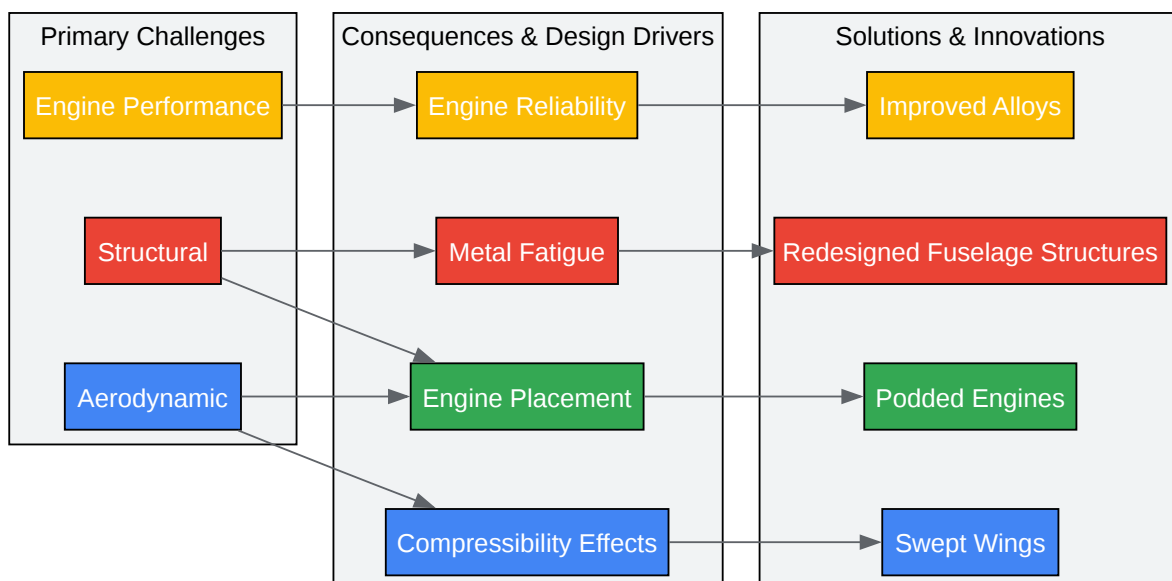 Primary Challenges
Engine Performance
Structural
Aerodynamic
Consequences & Design Drivers
Engine Reliability
Metal Fatigue
Engine Placement
Compressibility Effects
Solutions & Innovations
Improved Alloys
Redesigned Fuselage Structures
Podded Engines
Swept Wings